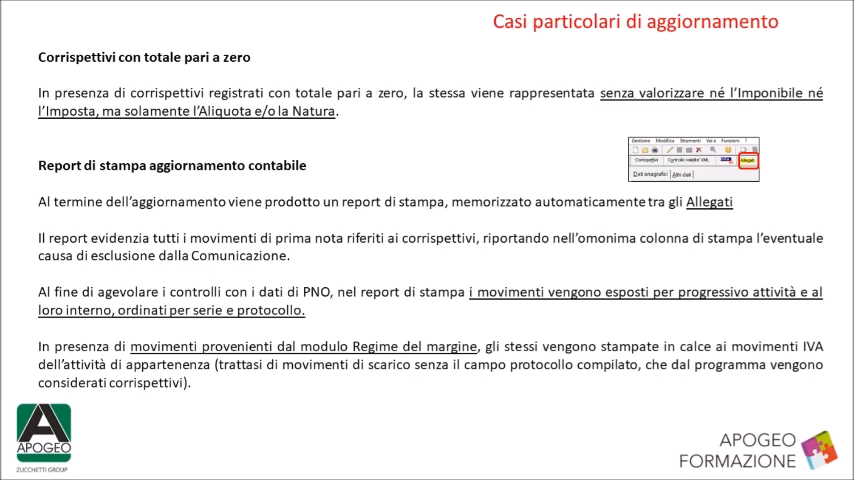 Casi particolari di aggiornamento
Corrispettivi con totale pari a zero
In presenza di corrispettivi registrati con totale pari a zero, la stessa viene rappresentata senza valorizzare né l'Imponibile né
l'Imposta, ma solamente l'Aliquota e/o la Natura.
Gestione Modifica Strumenti Vai a Funzioni ?
Corrispettivi Controllo validita' XML Allegati
Dati anagrafici Altri dati
Report di stampa aggiornamento contabile
Al termine dell'aggiornamento viene prodotto un report di stampa, memorizzato automaticamente tra gli Allegati
Il report evidenzia tutti i movimenti di prima nota riferiti ai corrispettivi, riportando nell'omonima colonna di stampa l'eventuale
causa di esclusione dalla Comunicazione.
Al fine di agevolare i controlli con i dati di PNO, nel report di stampa i movimenti vengono esposti per progressivo attività e al
loro interno, ordinati per serie e protocollo.
In presenza di movimenti provenienti dal modulo Regime del margine, gli stessi vengono stampate in calce ai movimenti IVA
dell'attività di appartenenza (trattasi di movimenti di scarico senza il campo protocollo compilato, che dal programma vengono
considerati corrispettivi).
A
APOGEO
ZUCCHETTI GROUP
APOGEO
FORMAZIONE